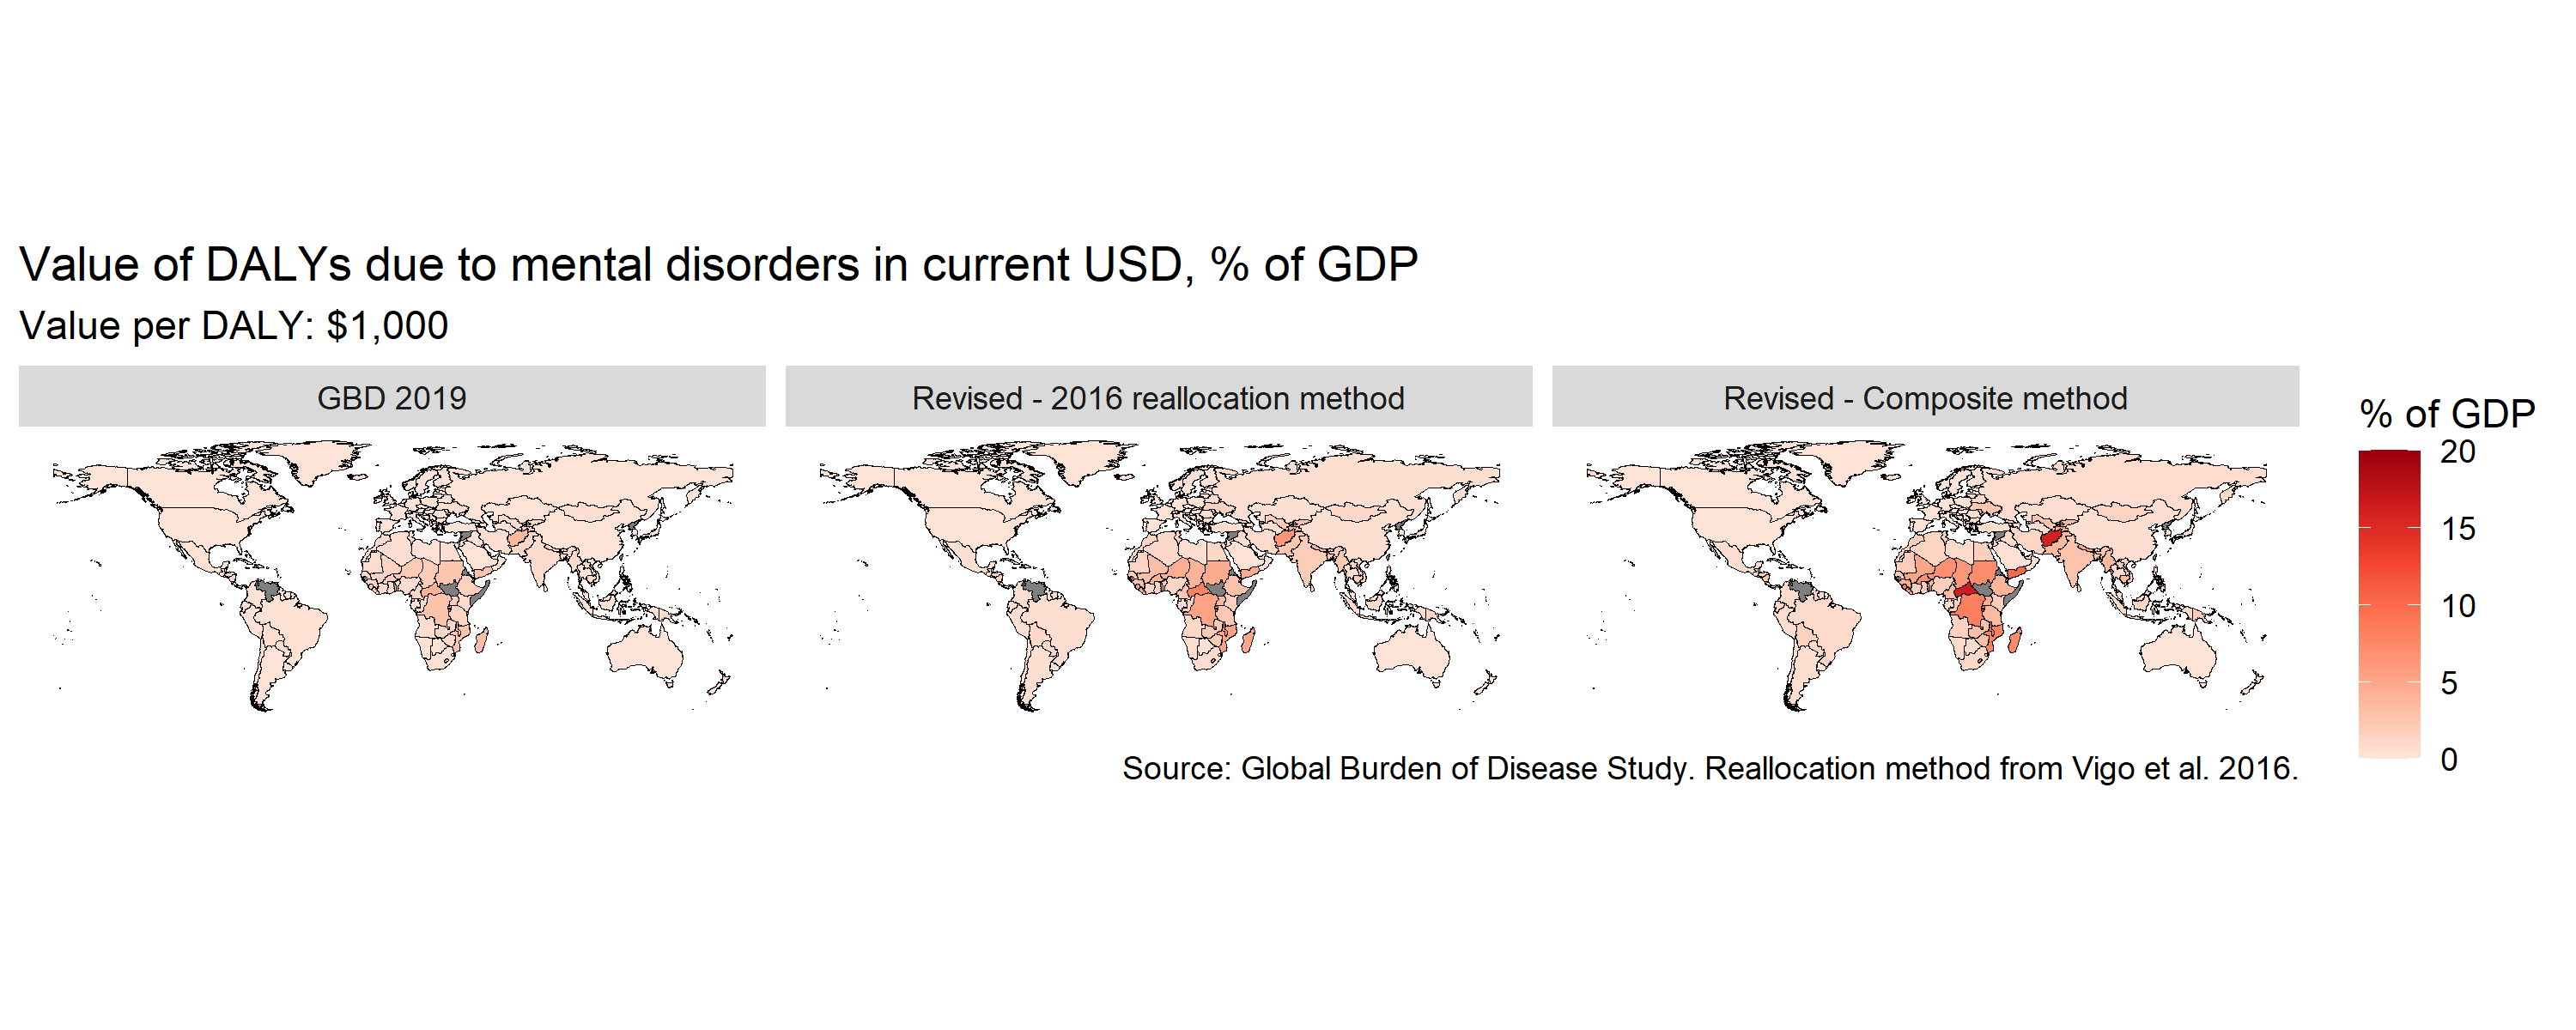 Value of DALYs due to mental disorders in current USD, % of GDP
Value per DALY: $1,000
GBD 2019
Revised - 2016 reallocation method
Revised - Composite method
% of GDP
20
15
10
5
0
Source: Global Burden of Disease Study. Reallocation method from Vigo et al. 2016.